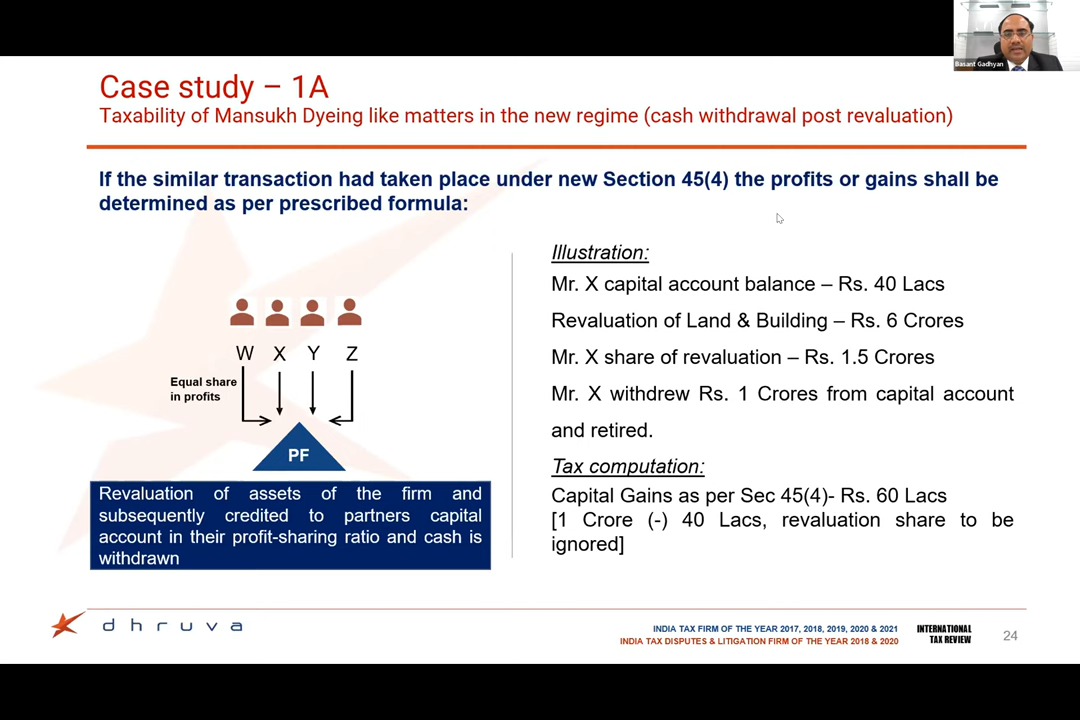 Basant Gadhyan
Case study – 1A
Taxability of Mansukh Dyeing like matters in the new regime (cash withdrawal post revaluation)
If the similar transaction had taken place under new Section 45(4) the profits or gains shall be
determined as per prescribed formula:
W X Y Z
Equal share
in profits
PF
Revaluation of assets of the firm and
subsequently credited to partners capital
account in their profit-sharing ratio and cash is
withdrawn
Illustration:
Mr. X capital account balance – Rs. 40 Lacs
Revaluation of Land & Building – Rs. 6 Crores
Mr. X share of revaluation – Rs. 1.5 Crores
Mr. X withdrew Rs. 1 Crores from capital account
and retired.
Tax computation:
Capital Gains as per Sec 45(4)- Rs. 60 Lacs
[1 Crore (-) 40 Lacs, revaluation share to be
ignored]
dhruva
INDIA TAX FIRM OF THE YEAR 2017, 2018, 2019, 2020 & 2021
INDIA TAX DISPUTES & LITIGATION FIRM OF THE YEAR 2018 & 2020
INTERNATIONAL
TAX REVIEW
24